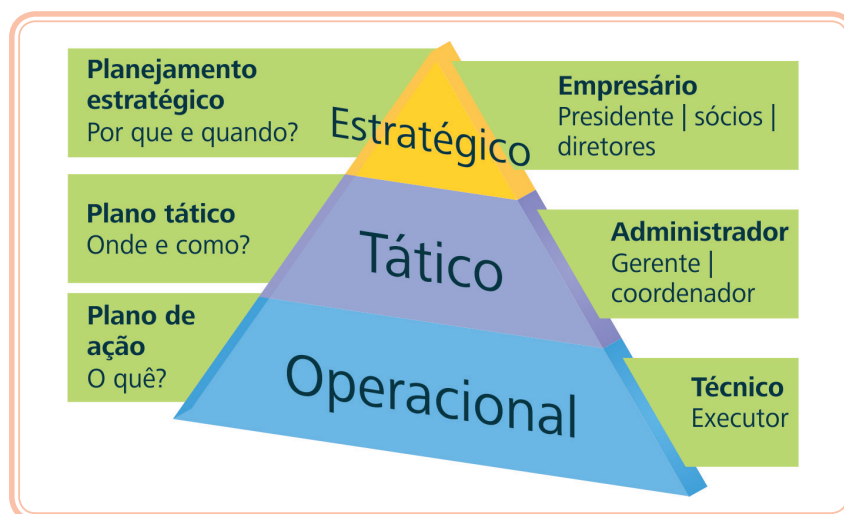 Planejamento
estratégico
Por que e quando?
Estratégico
Empresário
Presidente | sócios |
diretores
Plano tático
Onde e como?
Tático
Administrador
Gerente |
coordenador
Plano de
ação
O quê?
Operacional
Técnico
Executor